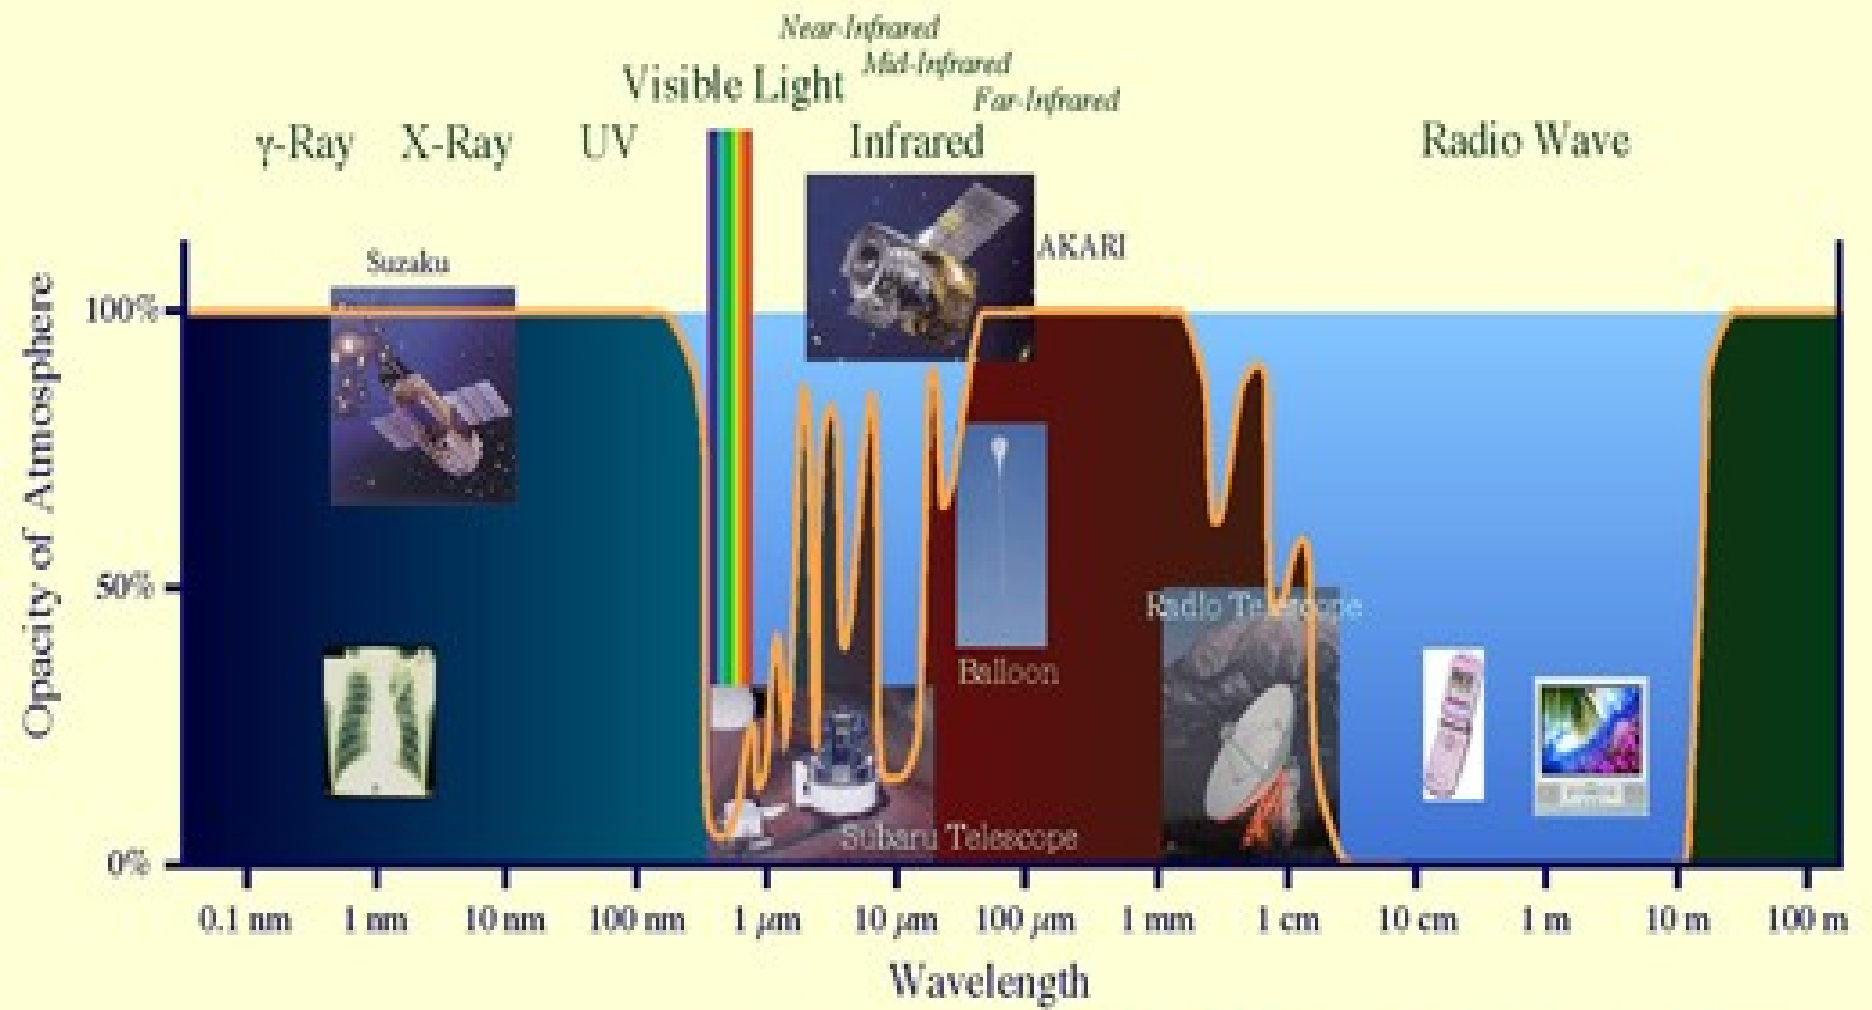 Near-Infrared
Mid-Infrared
Visible Light
Far-Infrared
γ-Ray X-Ray UV Infrared Radio Wave
AKARI
Suzaku
Opacity of Atmosphere
100%
50%
0%
Radio Telescope
Balloon
Subaru Telescope
0.1 nm 1 nm 10 nm 100 nm 1 μm 10 μm 100 μm 1 mm 1 cm 10 cm 1 m 10 m 100 m
Wavelength